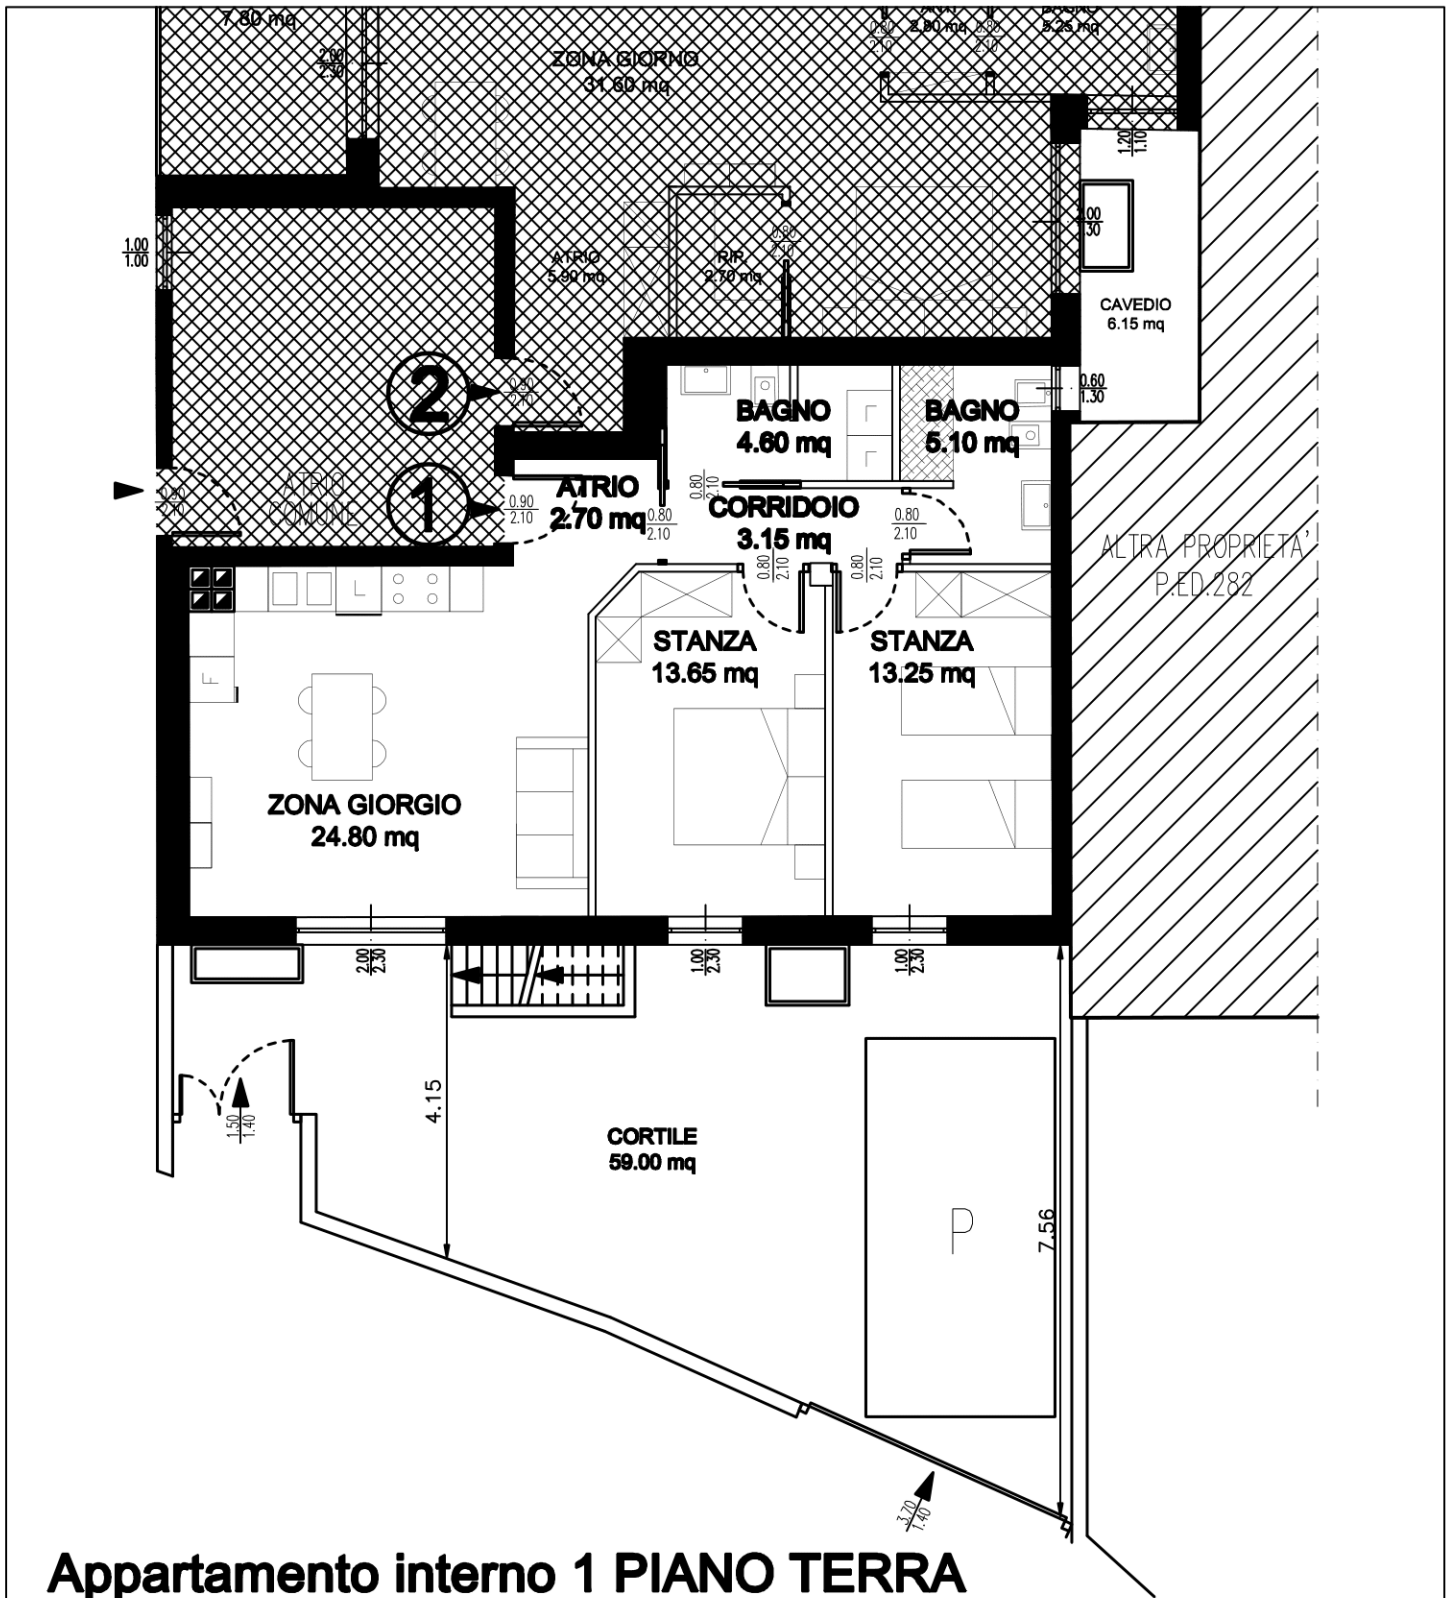 7.80 mq
ANTI
2.80 mq
BAGNO
5.25 mq
0.80
2.10
0.80
2.10
2.00
2.30
ZONA GIORNO
31.60 mq
1.20
1.10
1.00
1.00
ATRIO
5.90 mq
RIP.
2.70 mq
0.80
2.10
2.00
2.30
CAVEDIO
6.15 mq
2
0.90
2.10
BAGNO
4.60 mq
BAGNO
5.10 mq
0.60
1.30
0.90
2.10
ATRIO
COMUNE
1
0.90
2.10
ATRIO
2.70 mq
0.80
2.10
0.80
2.10
CORRIDOIO
3.15 mq
0.80
2.10
0.80
2.10
0.80
2.10
L
L
L
F
ALTRA PROPRIETA'
P.ED.282
STANZA
13.65 mq
STANZA
13.25 mq
ZONA GIORGIO
24.80 mq
2.00
2.30
1.00
2.30
1.00
2.30
4.15
1.50
1.40
CORTILE
59.00 mq
P
7.56
3.70
1.40
Appartamento interno 1 PIANO TERRA